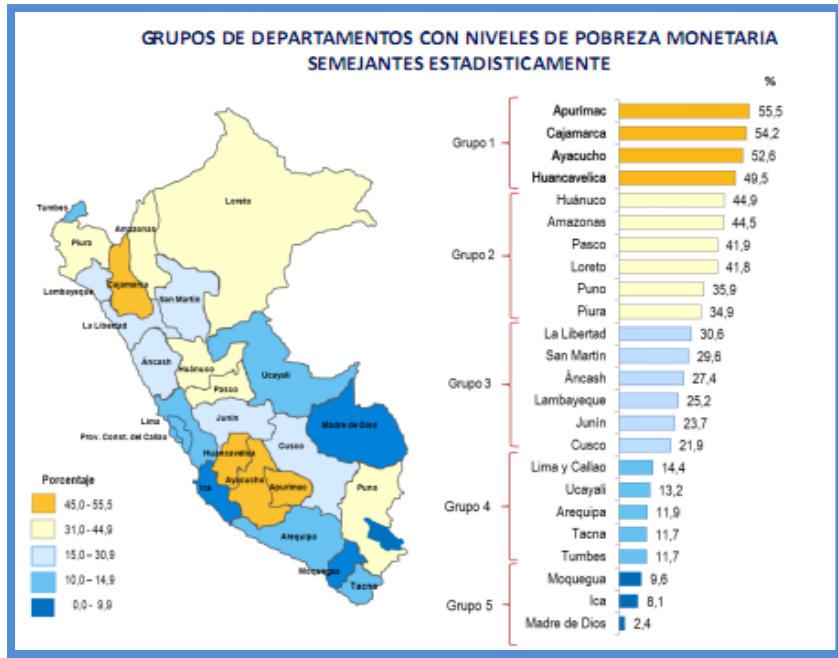 GRUPOS DE DEPARTAMENTOS CON NIVELES DE POBREZA MONETARIA
SEMEJANTES ESTADISTICAMENTE
%
Grupo 1
Apurímac 55,5
Cajamarca 54,2
Ayacucho 52,6
Huancavelica 49,5
Grupo 2
Huánuco 44,9
Amazonas 44,5
Pasco 41,9
Loreto 41,8
Puno 35,9
Piura 34,9
Grupo 3
La Libertad 30,6
San Martín 29,6
Áncash 27,4
Lambayeque 25,2
Junín 23,7
Cusco 21,9
Grupo 4
Lima y Callao 14,4
Ucayali 13,2
Arequipa 11,9
Tacna 11,7
Tumbes 11,7
Grupo 5
Moquegua 9,6
Ica 8,1
Madre de Dios 2,4
Tumbes
Piura
Amazonas
Loreto
Lambayeque
Cajamarca
San Martín
La Libertad
Áncash
Huánuco
Ucayali
Pasco
Lima
Prov. Const. del Callao
Junín
Madre de Dios
Cusco
Huancavelica
Ica
Ayacucho
Apurímac
Puno
Arequipa
Moquegua
Tacna
Porcentaje
45,0 - 55,5
31,0 - 44,9
15,0 – 30,9
10,0 – 14,9
0,0 - 9,9